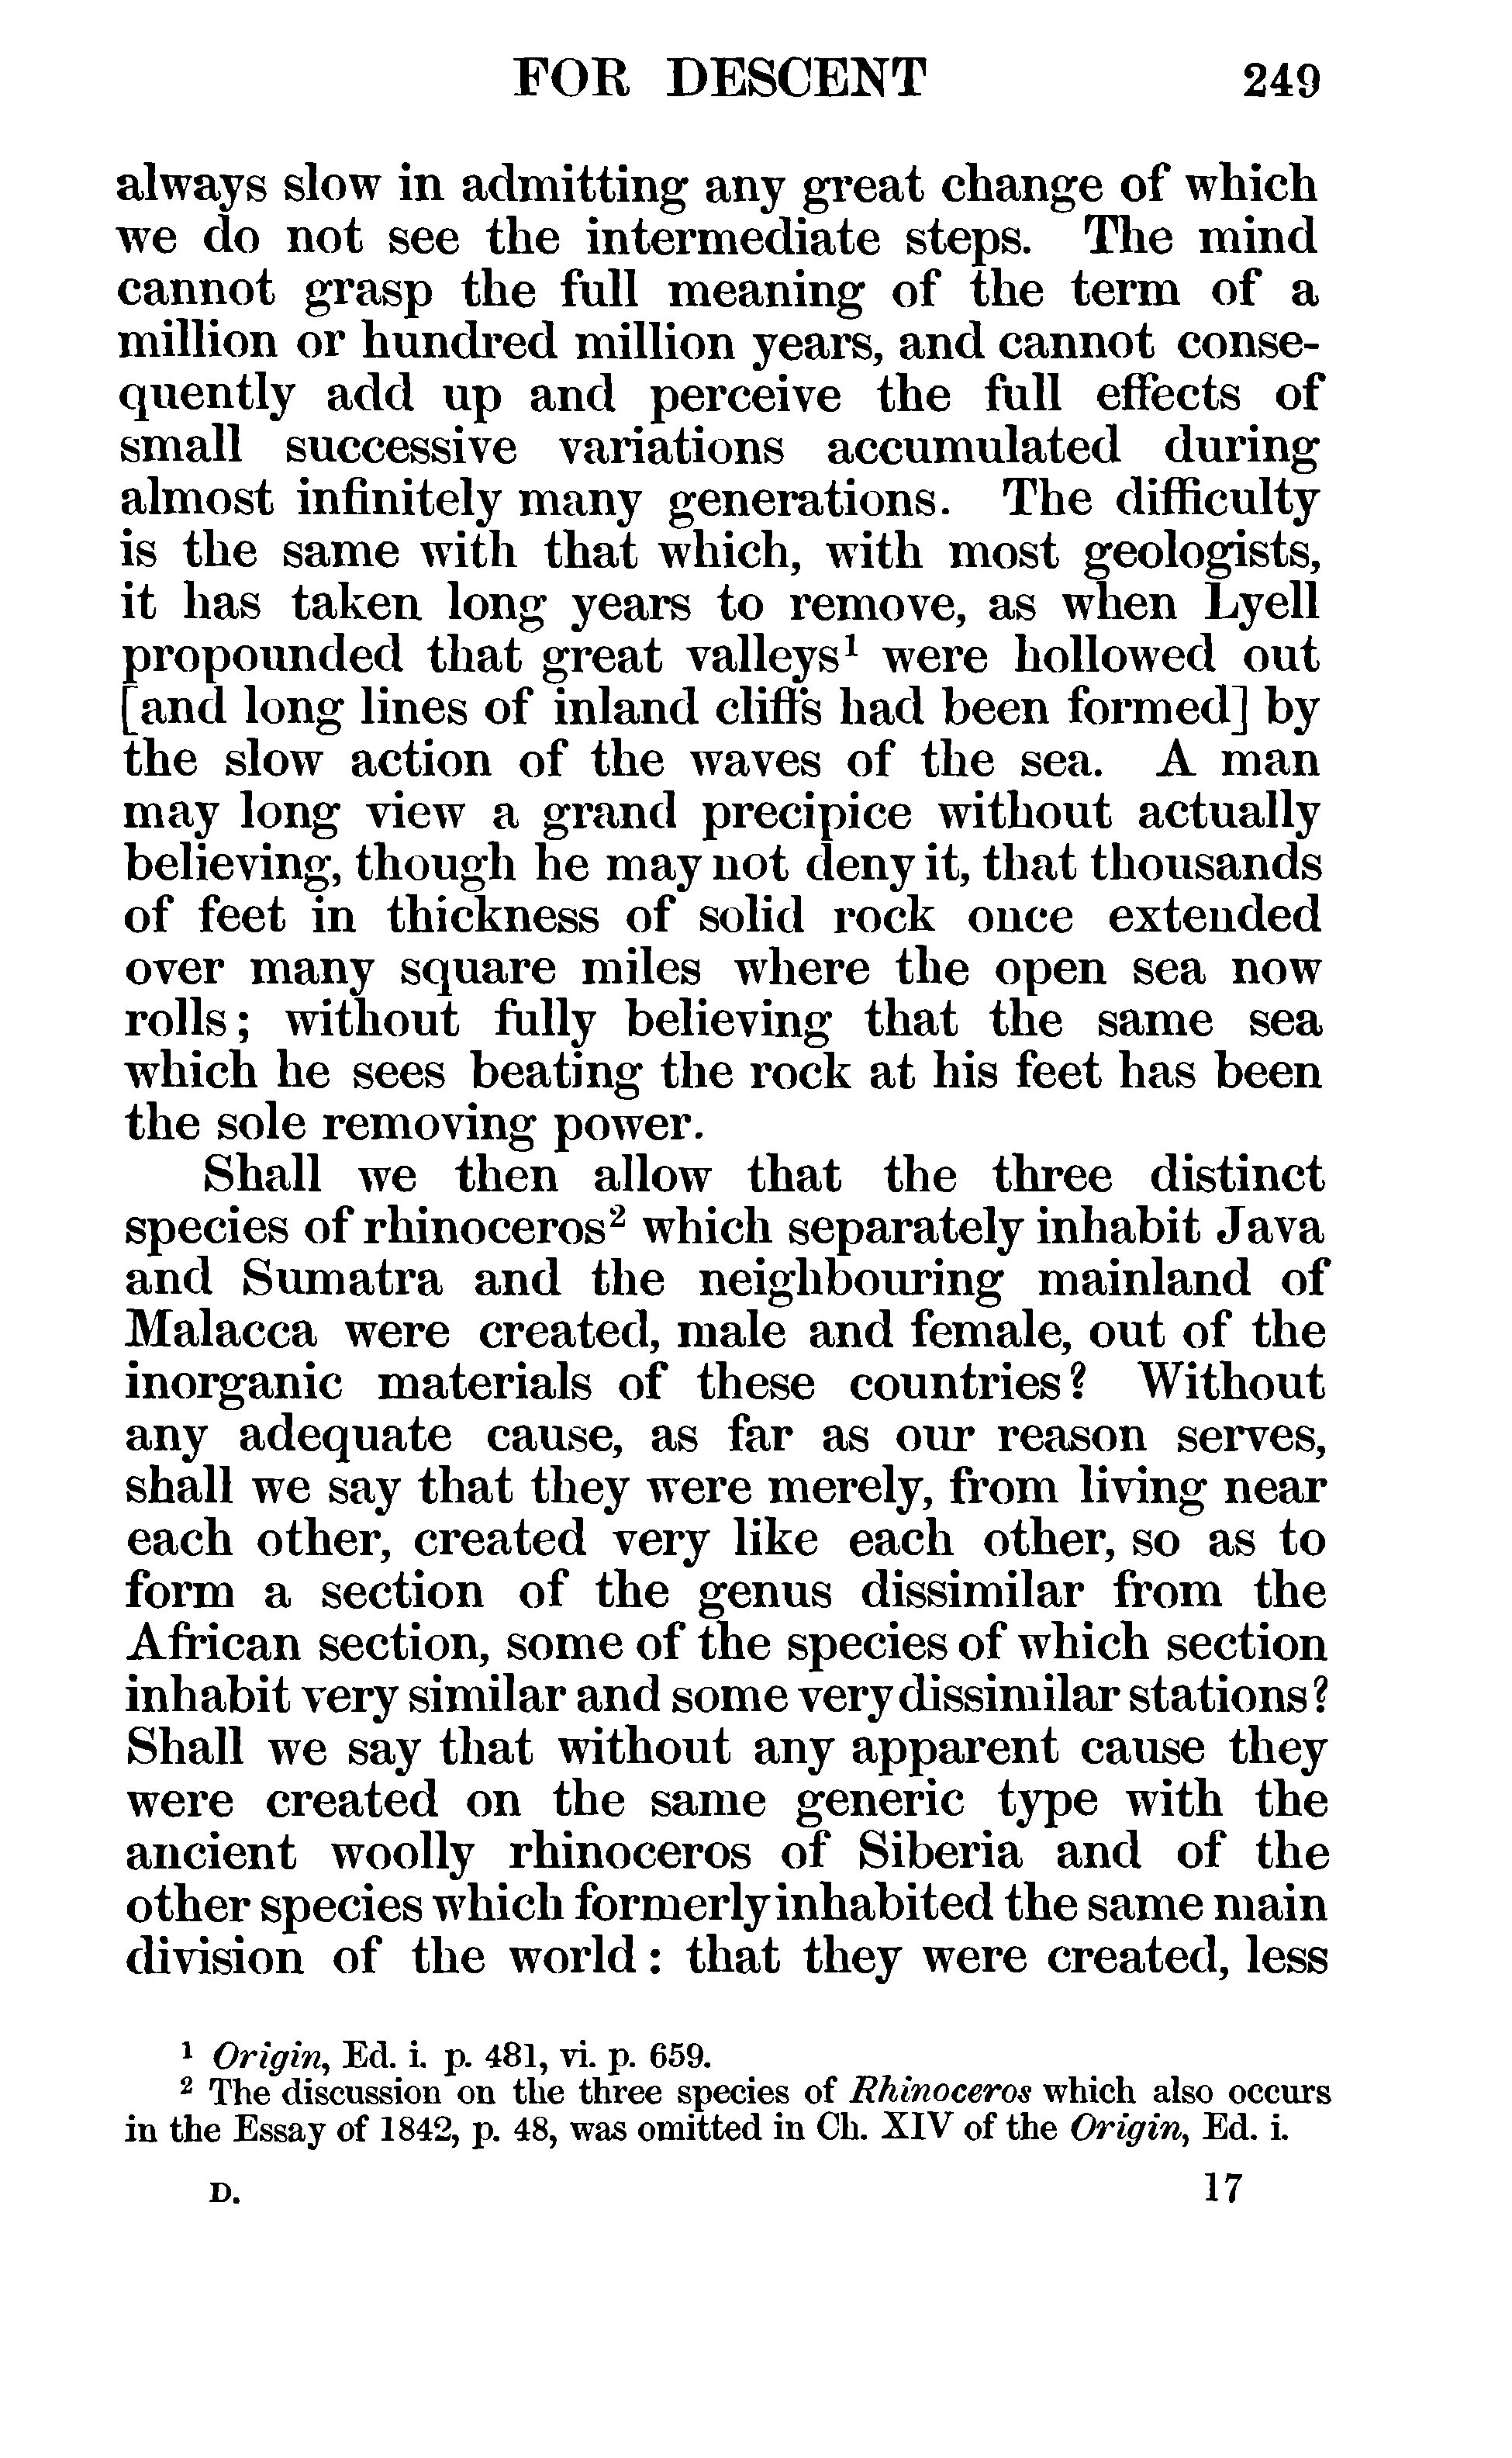 FOR DESCENT 249
always slow in admitting any great change of which
we do not see the intermediate steps. The mind
cannot grasp the full meaning of the term of a
million or hundred million years, and cannot conse-
quently add up and perceive the full effects of
small successive variations accumulated during
almost infinitely many generations. The difficulty
is the same with that which, with most geologists,
it has taken long years to remove, as when Lyell
propounded that great valleys¹ were hollowed out
[and long lines of inland cliffs had been formed] by
the slow action of the waves of the sea. A man
may long view a grand precipice without actually
believing, though he may not deny it, that thousands
of feet in thickness of solid rock once extended
over many square miles where the open sea now
rolls; without fully believing that the same sea
which he sees beating the rock at his feet has been
the sole removing power.
Shall we then allow that the three distinct
species of rhinoceros² which separately inhabit Java
and Sumatra and the neighbouring mainland of
Malacca were created, male and female, out of the
inorganic materials of these countries? Without
any adequate cause, as far as our reason serves,
shall we say that they were merely, from living near
each other, created very like each other, so as to
form a section of the genus dissimilar from the
African section, some of the species of which section
inhabit very similar and some very dissimilar stations?
Shall we say that without any apparent cause they
were created on the same generic type with the
ancient woolly rhinoceros of Siberia and of the
other species which formerly inhabited the same main
division of the world: that they were created, less
¹ Origin, Ed. i. p. 481, vi. p. 659.
² The discussion on the three species of Rhinoceros which also occurs
in the Essay of 1842, p. 48, was omitted in Ch. XIV of the Origin, Ed. i.
D. 17